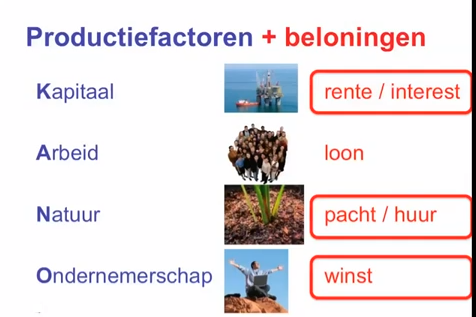 Productiefactoren + beloningen
Kapitaal rente / interest
Arbeid loon
Natuur pacht / huur
Ondernemerschap winst